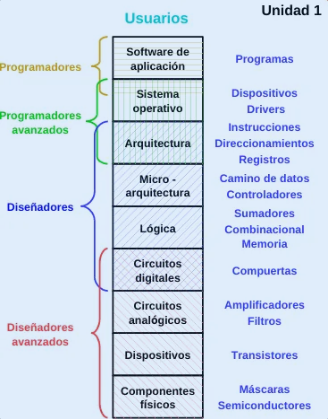 Unidad 1
Usuarios
Programadores
Software de
aplicación
Programas
Programadores
avanzados
Sistema
operativo
Dispositivos
Drivers
Arquitectura
Instrucciones
Direccionamientos
Registros
Diseñadores
Micro -
arquitectura
Camino de datos
Controladores
Lógica
Sumadores
Combinacional
Memoria
Circuitos
digitales
Compuertas
Diseñadores
avanzados
Circuitos
analógicos
Amplificadores
Filtros
Dispositivos
Transistores
Componentes
físicos
Máscaras
Semiconductores